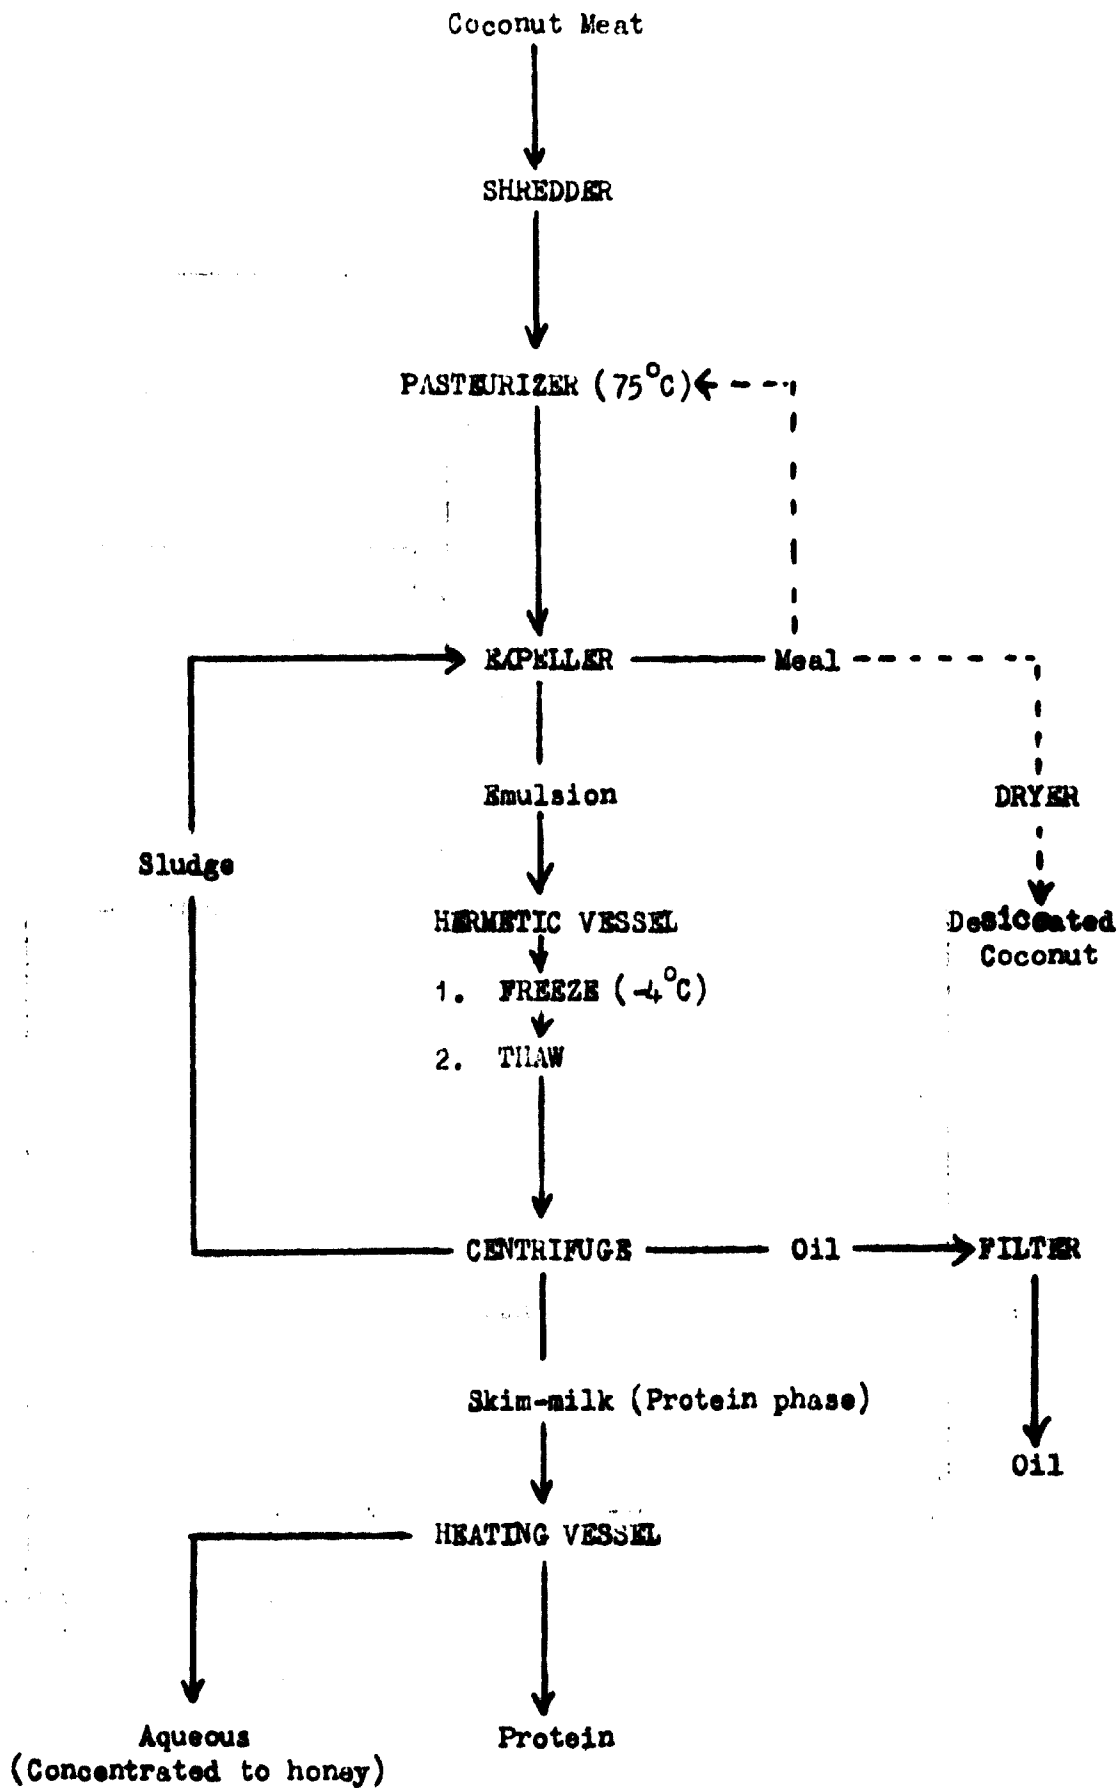 Coconut Meat
SHREDDER
PASTEURIZER (75°C)
EXPELLER
Meal
Emulsion
DRYER
Sludge
HERMETIC VESSEL
Desiccated
Coconut
1. FREEZE (-4°C)
2. THAW
CENTRIFUGE
Oil
FILTER
Skim-milk (Protein phase)
Oil
HEATING VESSEL
Aqueous
(Concentrated to honey)
Protein